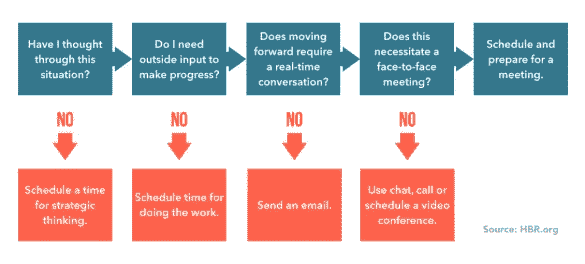 Have I thought
through this
situation?
Do I need
outside input to
make progress?
Does moving
forward require
a real-time
conversation?
Does this
necessitate a
face-to-face
meeting?
Schedule and
prepare for a
meeting.
NO
NO
NO
NO
Schedule a time
for strategic
thinking.
Schedule time for
doing the work.
Send an email.
Use chat, call or
schedule a video
conference.
Source: HBR.org